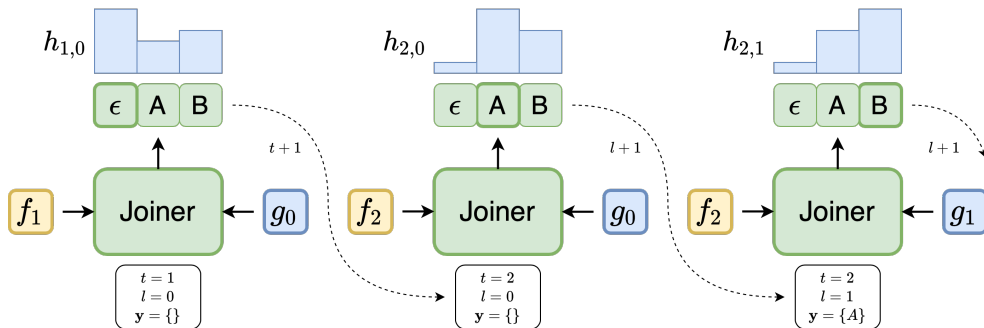 h₁,₀
ϵ A B
t + 1
f₁ Joiner g₀
t = 1
l = 0
y = {}
h₂,₀
ϵ A B
l + 1
f₂ Joiner g₀
t = 2
l = 0
y = {}
h₂,₁
ϵ A B
l + 1
f₂ Joiner g₁
t = 2
l = 1
y = {A}